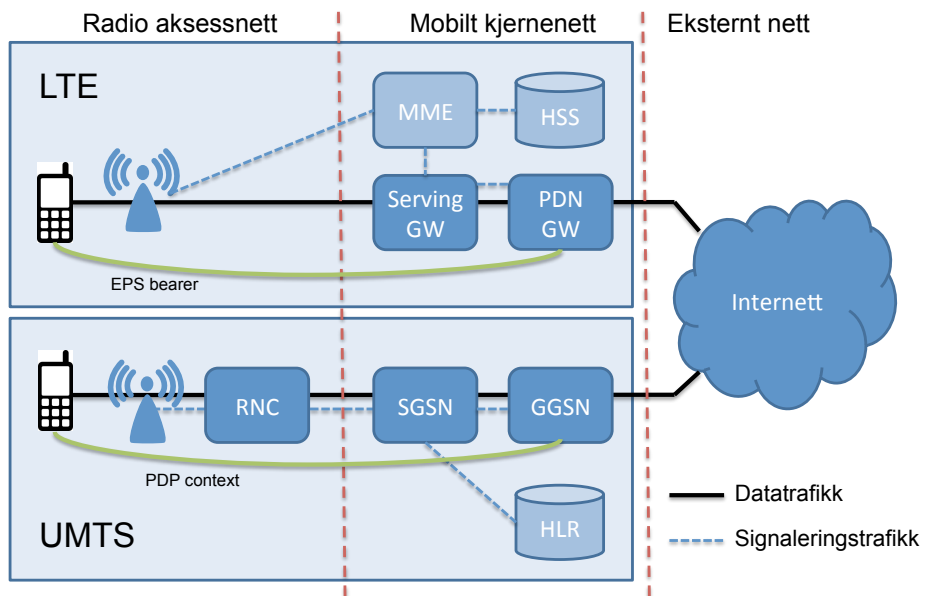 Radio aksessnett
Mobilt kjernenett
Eksternt nett
LTE
MME
HSS
Serving
GW
PDN
GW
EPS bearer
Internett
RNC
SGSN
GGSN
PDP context
HLR
UMTS
Datatrafikk
Signaleringstrafikk